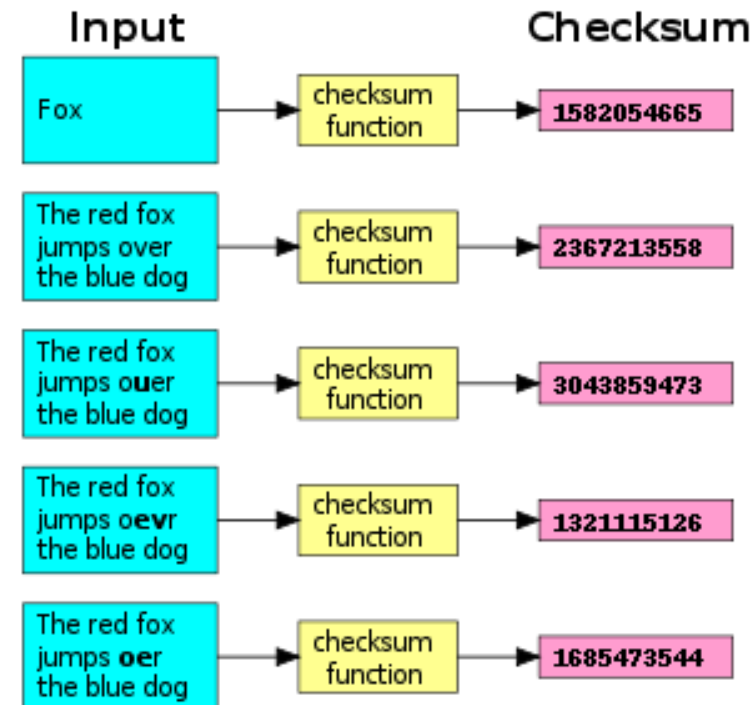 Input
Checksum
Fox
checksum
function
1582054665
The red fox
jumps over
the blue dog
checksum
function
2367213558
The red fox
jumps ouer
the blue dog
checksum
function
3043859473
The red fox
jumps oevr
the blue dog
checksum
function
1321115126
The red fox
jumps oer
the blue dog
checksum
function
1685473544